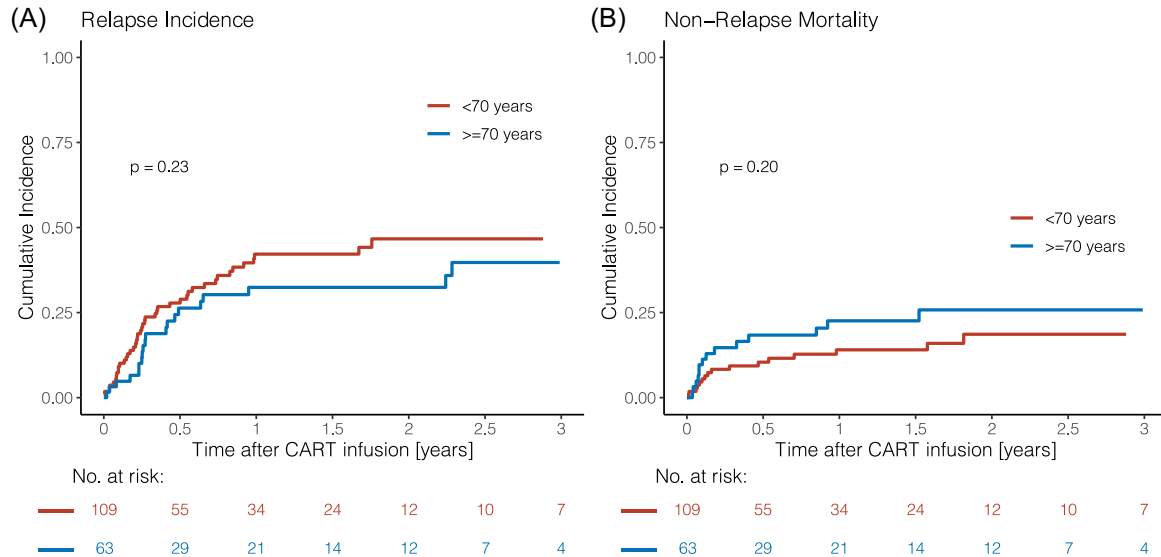 (A) Relapse Incidence
1.00
0.75
0.50
0.25
0.00
Cumulative Incidence
<70 years
>=70 years
p = 0.23
0 0.5 1 1.5 2 2.5 3
Time after CART infusion [years]
No. at risk:
109 55 34 24 12 10 7
63 29 21 14 12 7 4
(B) Non−Relapse Mortality
1.00
0.75
0.50
0.25
0.00
Cumulative Incidence
p = 0.20
<70 years
>=70 years
0 0.5 1 1.5 2 2.5 3
Time after CART infusion [years]
No. at risk:
109 55 34 24 12 10 7
63 29 21 14 12 7 4